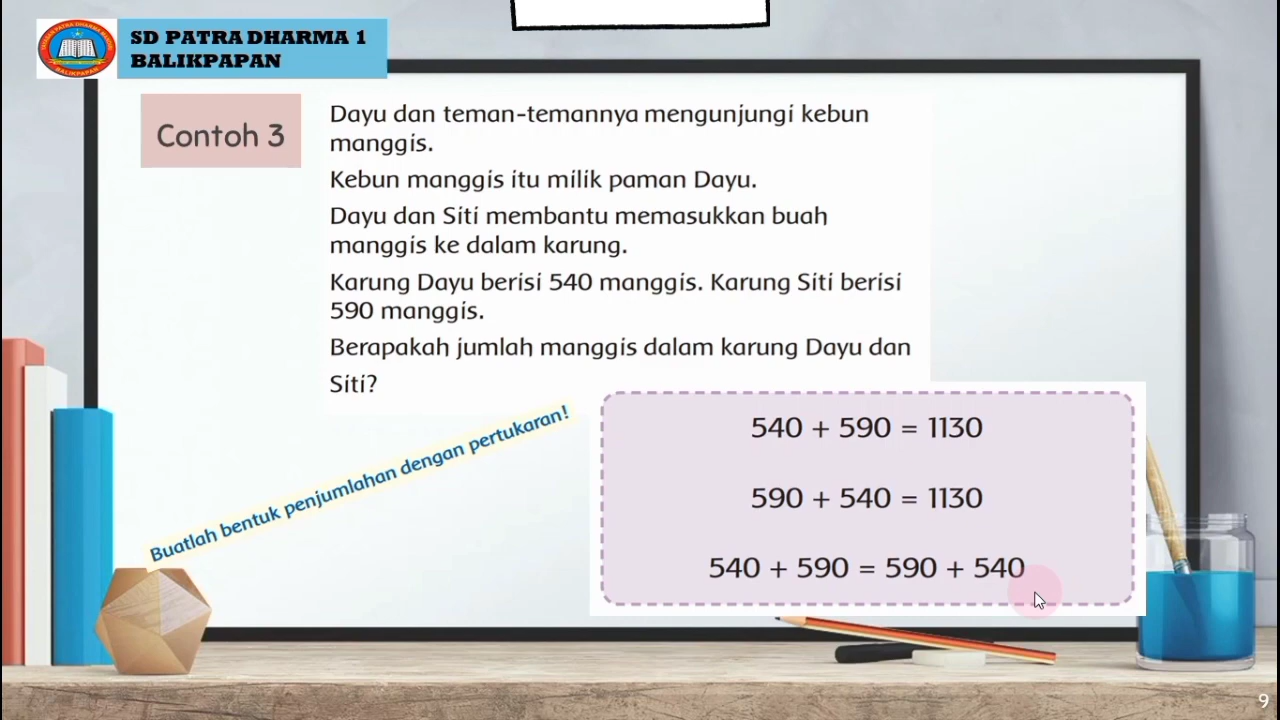 SD PATRA DHARMA 1
BALIKPAPAN
Contoh 3
Dayu dan teman-temannya mengunjungi kebun
manggis.
Kebun manggis itu milik paman Dayu.
Dayu dan Siti membantu memasukkan buah
manggis ke dalam karung.
Karung Dayu berisi 540 manggis. Karung Siti berisi
590 manggis.
Berapakah jumlah manggis dalam karung Dayu dan
Siti?
Buatlah bentuk penjumlahan dengan pertukaran!
540 + 590 = 1130
590 + 540 = 1130
540 + 590 = 590 + 540
9